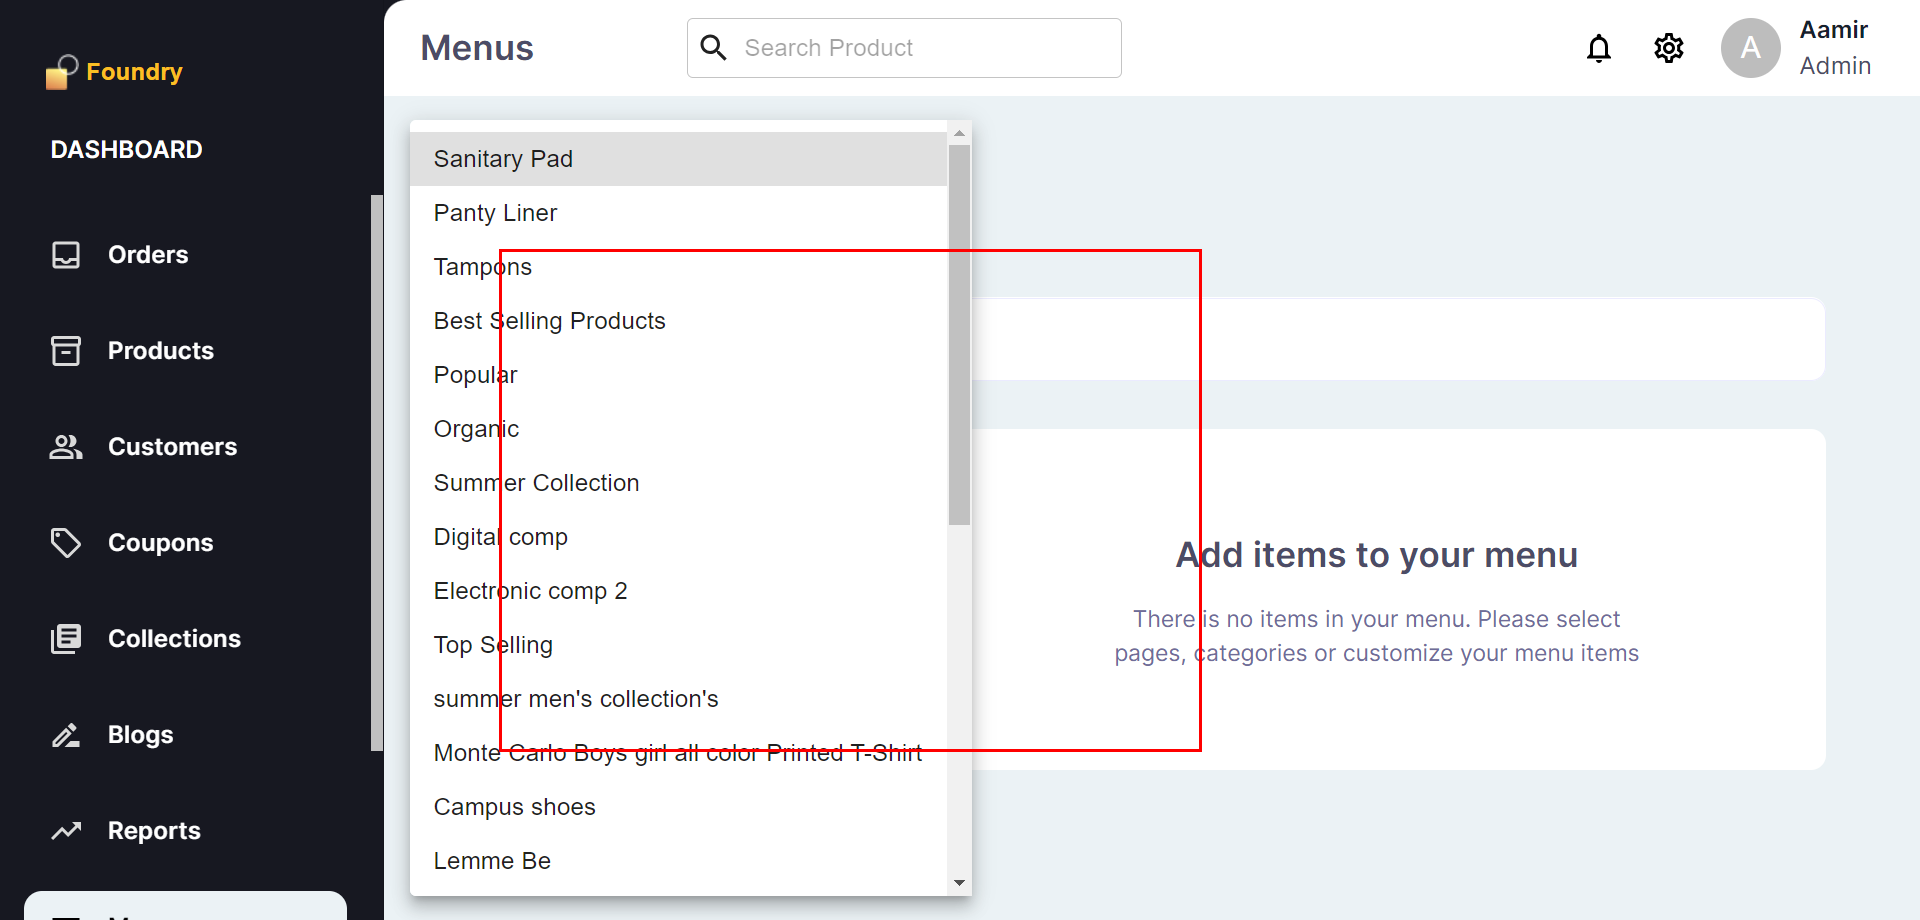 Foundry
DASHBOARD
Orders
Products
Customers
Coupons
Collections
Blogs
Reports
Menus
Search Product
A
Aamir
Admin
Sanitary Pad
Panty Liner
Tampons
Best Selling Products
Popular
Organic
Summer Collection
Digital comp
Electronic comp 2
Top Selling
summer men's collection's
Monte Carlo Boys girl all color Printed T-Shirt
Campus shoes
Lemme Be
Add items to your menu
There is no items in your menu. Please select
pages, categories or customize your menu items